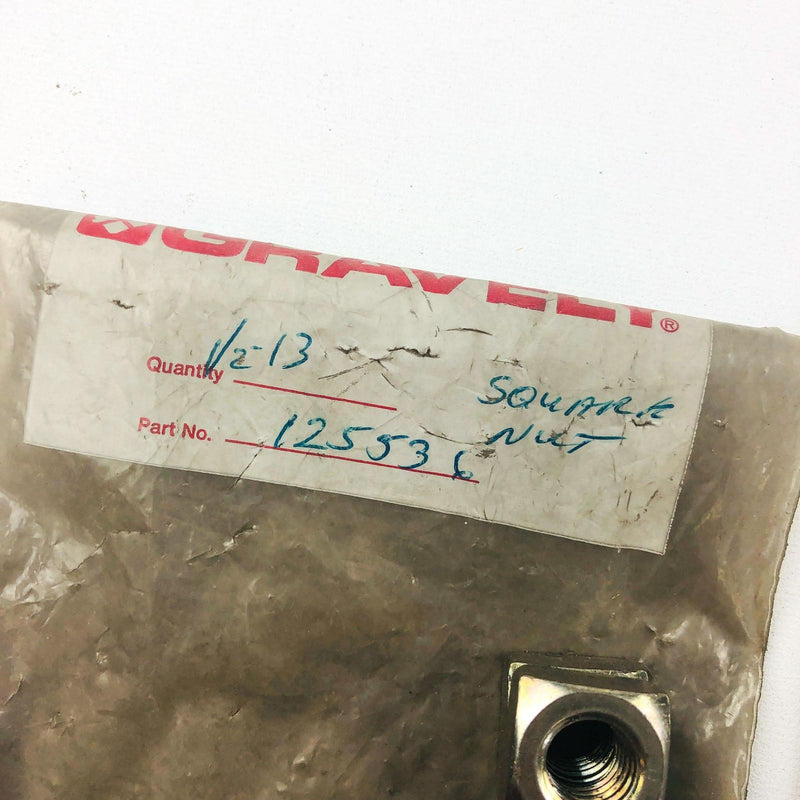 GRAVELY®
Quantity 1/2-13
SQUARE
Part No. 125536
NUT